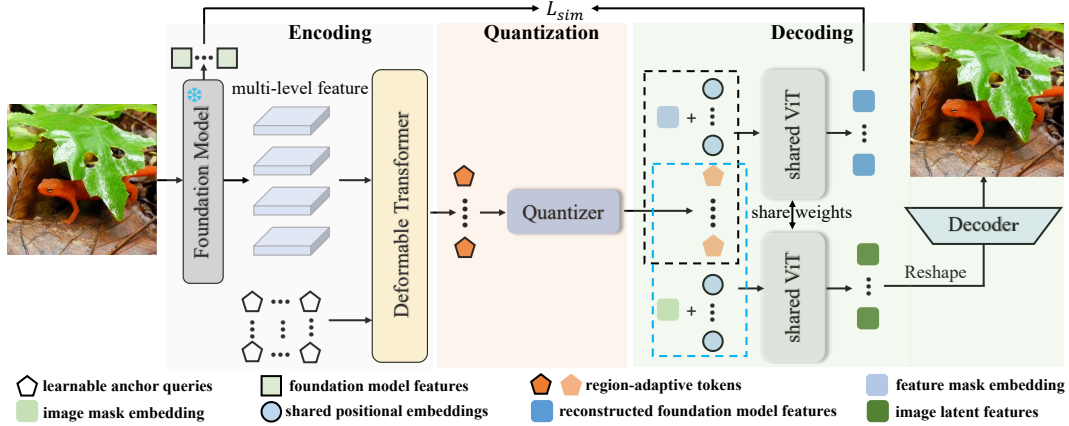 L_sim
Encoding
Quantization
Decoding
Foundation Model
multi-level feature
Deformable Transformer
Quantizer
+
shared ViT
share weights
+
shared ViT
Reshape
Decoder
learnable anchor queries
foundation model features
region-adaptive tokens
feature mask embedding
image mask embedding
shared positional embeddings
reconstructed foundation model features
image latent features